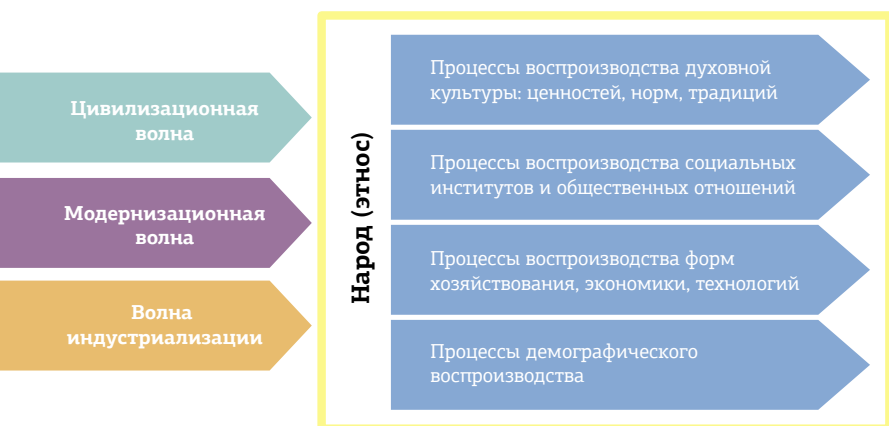 Цивилизационная
волна
Модернизационная
волна
Волна
индустриализации
Народ (этнос)
Процессы воспроизводства духовной
культуры: ценностей, норм, традиций
Процессы воспроизводства социальных
институтов и общественных отношений
Процессы воспроизводства форм
хозяйствования, экономики, технологий
Процессы демографического
воспроизводства